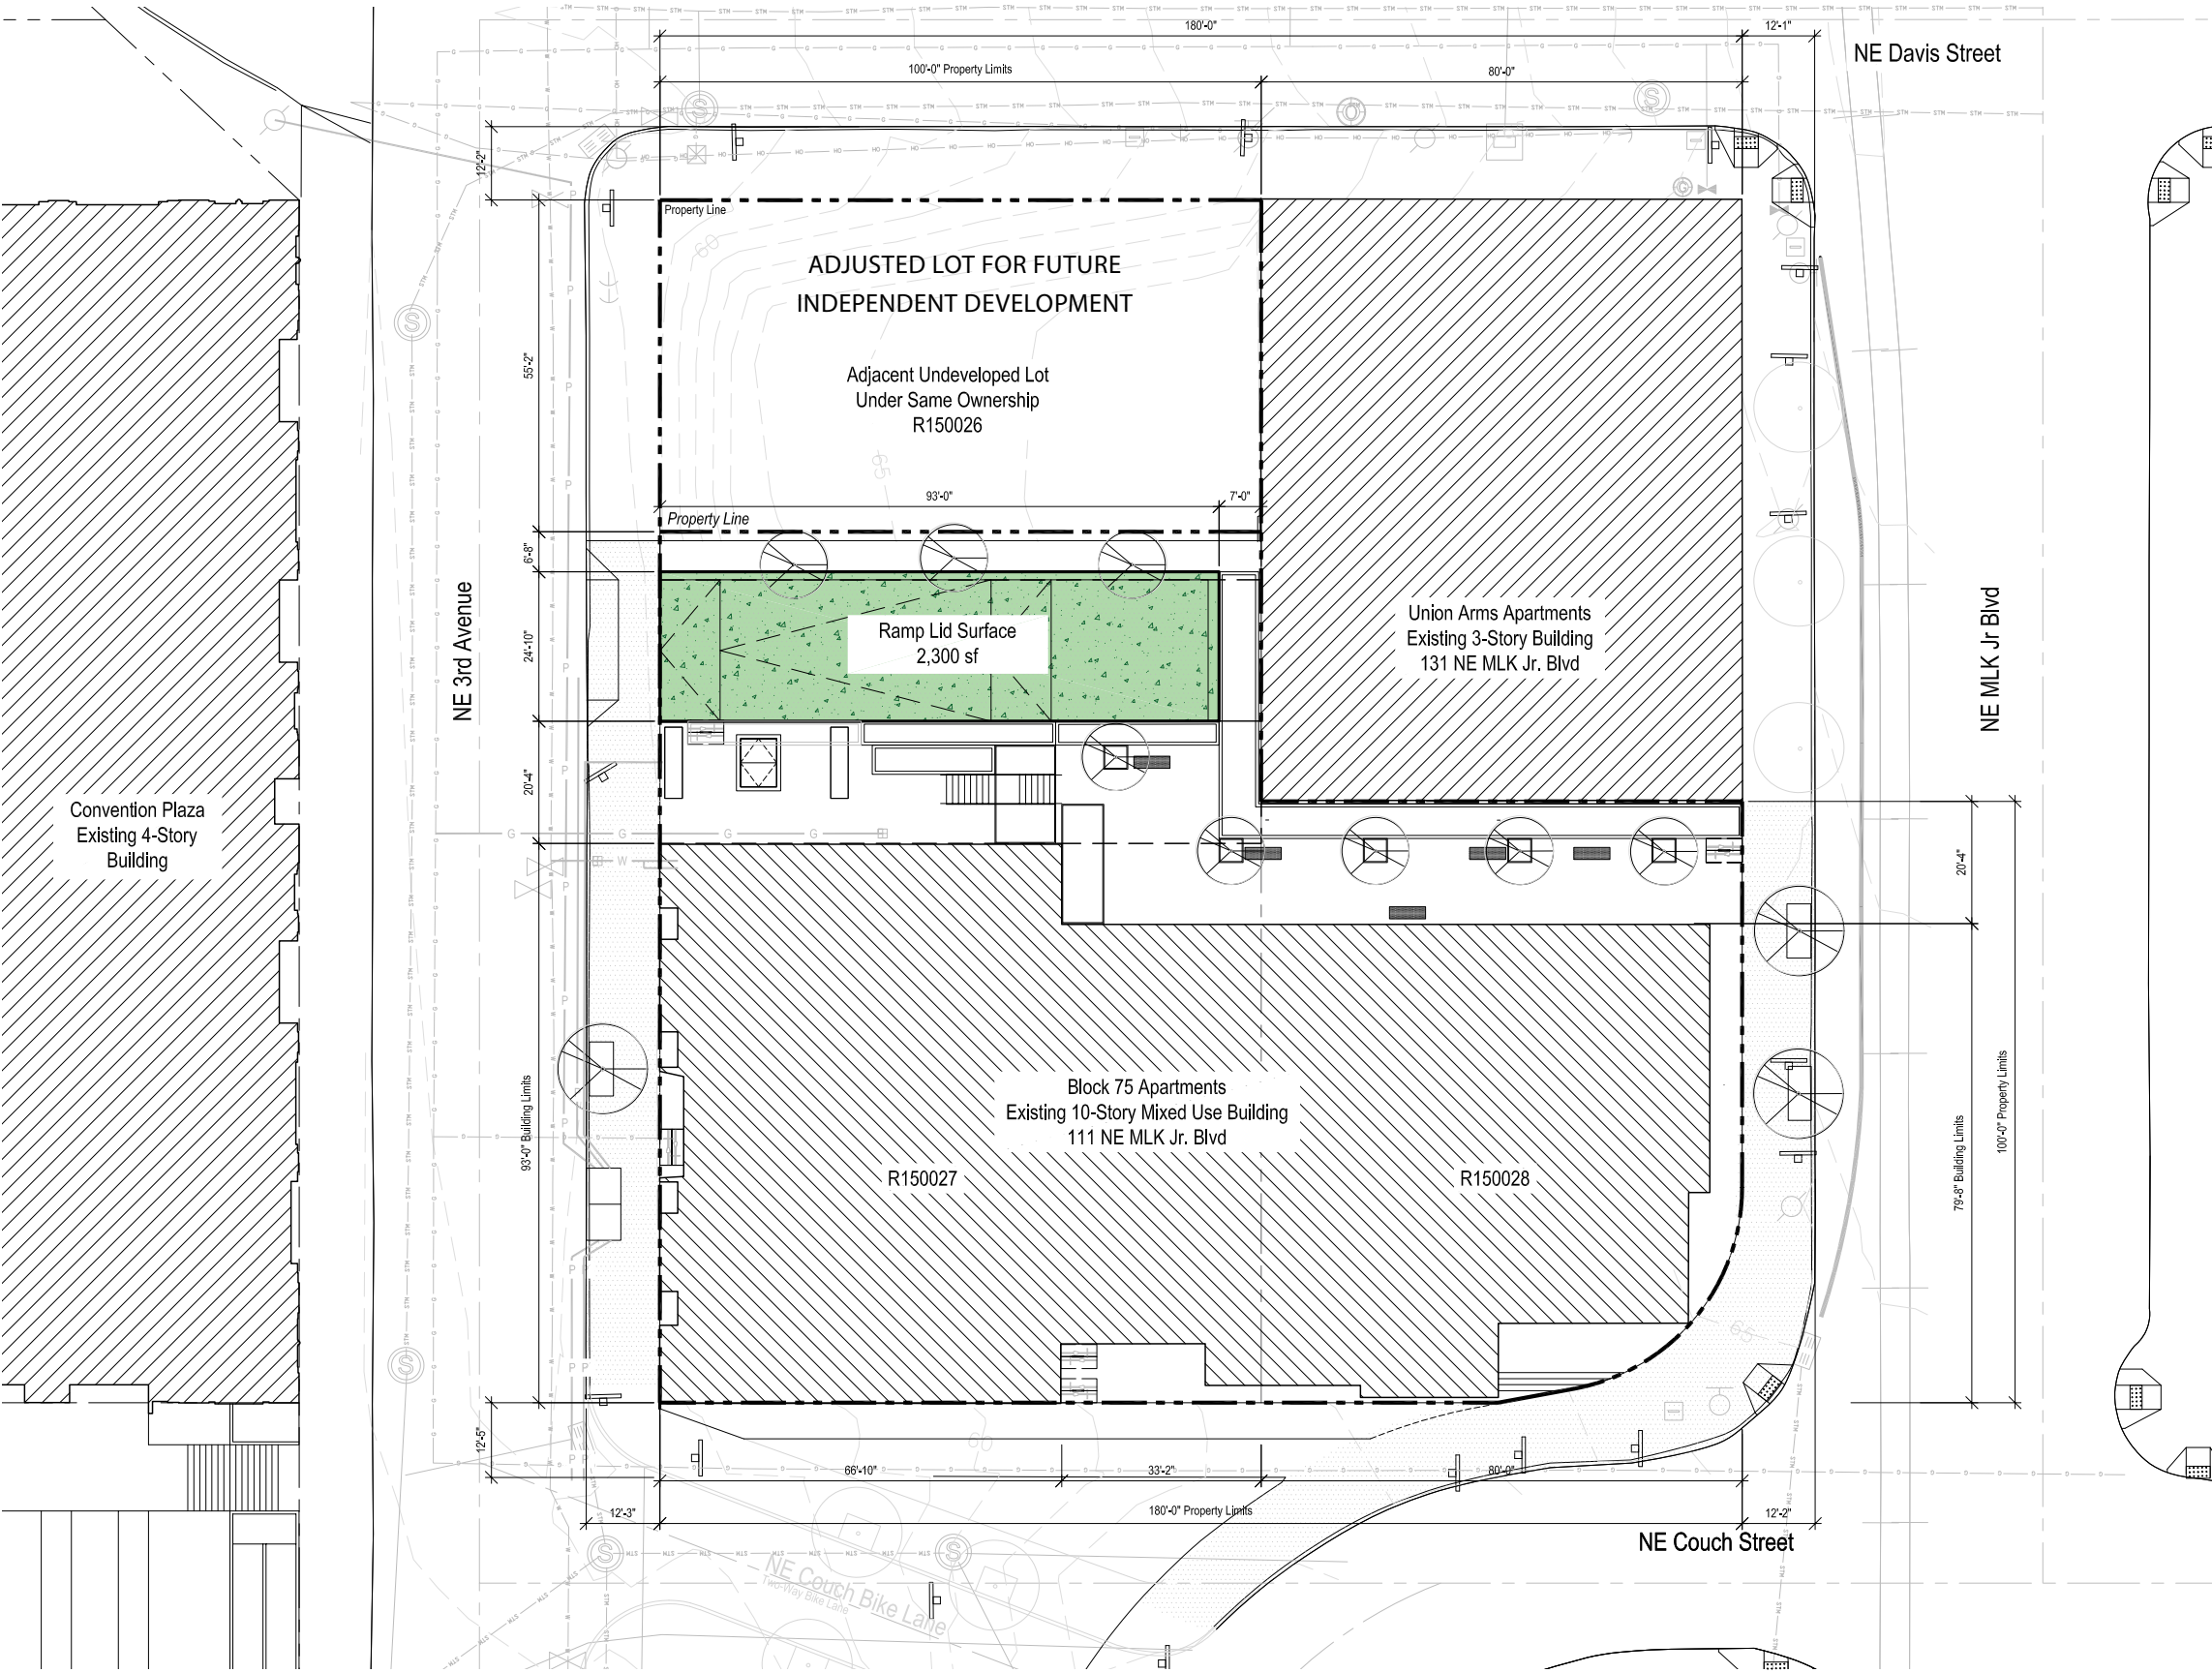 180'-0"
12'-1"
NE Davis Street
100'-0" Property Limits
80'-0"
12'-2"
Property Line
60
ADJUSTED LOT FOR FUTURE
INDEPENDENT DEVELOPMENT
55'-2"
Adjacent Undeveloped Lot
Under Same Ownership
R150026
65
93'-0"
7'-0"
Property Line
6'-8"
NE 3rd Avenue
24'-10"
Ramp Lid Surface
2,300 sf
Union Arms Apartments
Existing 3-Story Building
131 NE MLK Jr. Blvd
NE MLK Jr Blvd
20'-4"
Convention Plaza
Existing 4-Story
Building
20'-4"
93'-0" Building Limits
Block 75 Apartments
Existing 10-Story Mixed Use Building
111 NE MLK Jr. Blvd
R150027
R150028
79'-8" Building Limits
100'-0" Property Limits
65
12'-5"
60
66'-10"
33'-2"
80'-0"
12'-3"
180'-0" Property Limits
12'-2"
NE Couch Street
NE Couch Bike Lane
Two-Way Bike Lane